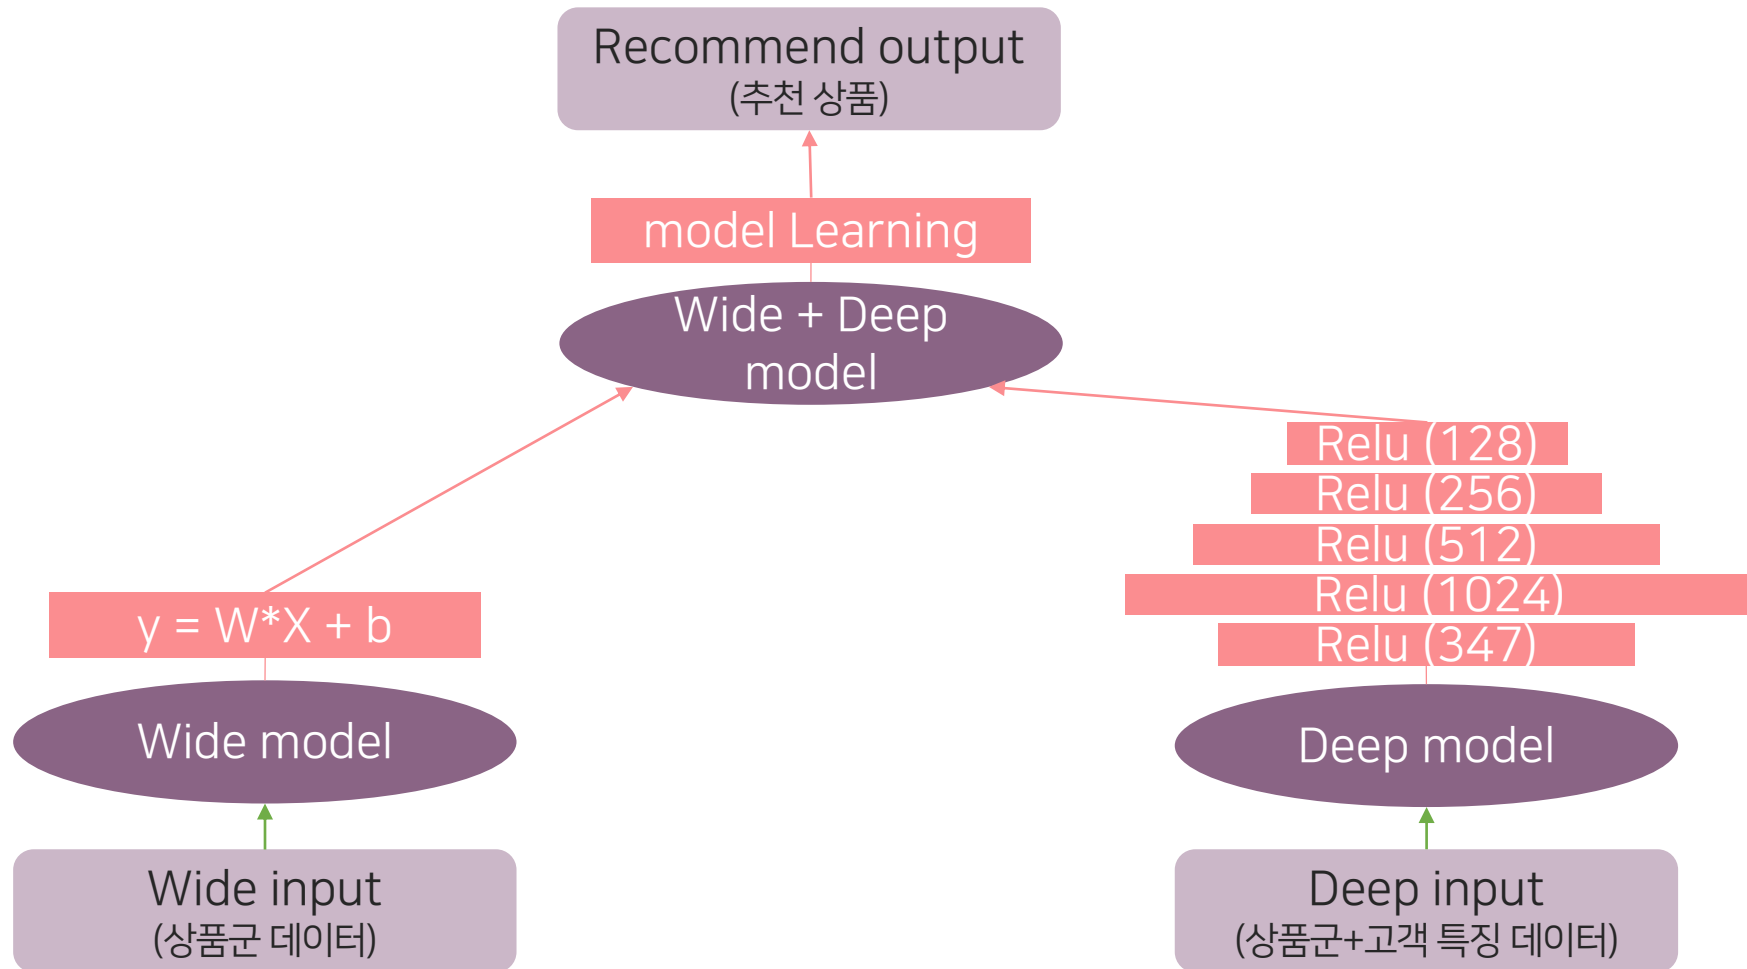 Recommend output
(추천 상품)
model Learning
Wide + Deep
model
Relu (128)
Relu (256)
Relu (512)
Relu (1024)
Relu (347)
y = W*X + b
Wide model
Deep model
Wide input
(상품군 데이터)
Deep input
(상품군+고객 특징 데이터)